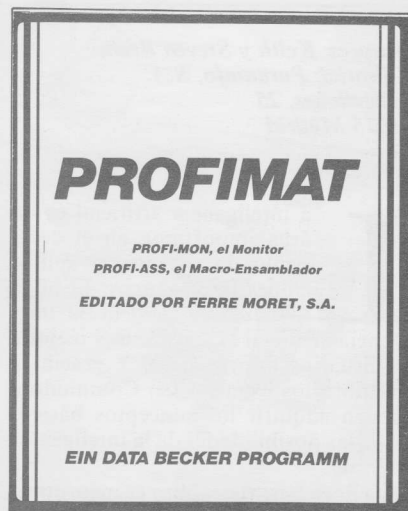 PROFIMAT
PROFI-MON, el Monitor
PROFI-ASS, el Macro-Ensamblador
EDITADO POR FERRE MORET, S.A.
EIN DATA BECKER PROGRAMM